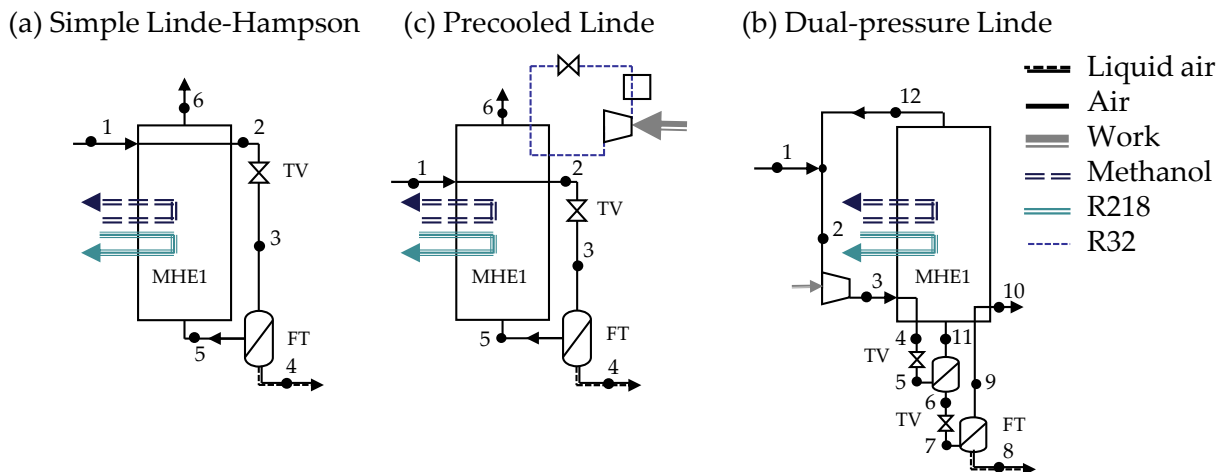 (a) Simple Linde-Hampson
(c) Precooled Linde
(b) Dual-pressure Linde
6
1
2
TV
3
MHE1
FT
5
4
6
1
2
TV
3
MHE1
FT
5
4
12
1
2
3
MHE1
10
4
11
TV
5
9
6
TV
FT
7
8
Liquid air
Air
Work
Methanol
R218
R32